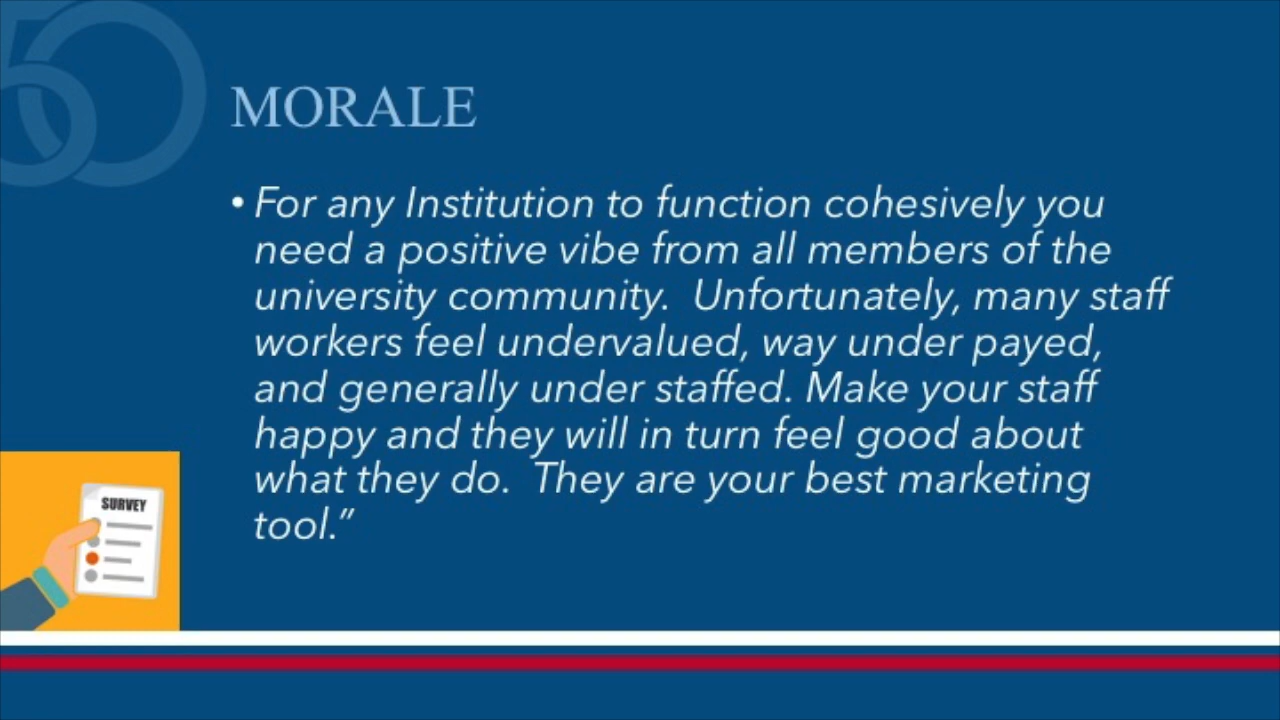 50
MORALE
• For any Institution to function cohesively you
need a positive vibe from all members of the
university community.  Unfortunately, many staff
workers feel undervalued, way under payed,
and generally under staffed. Make your staff
happy and they will in turn feel good about
what they do.  They are your best marketing
tool.”
SURVEY